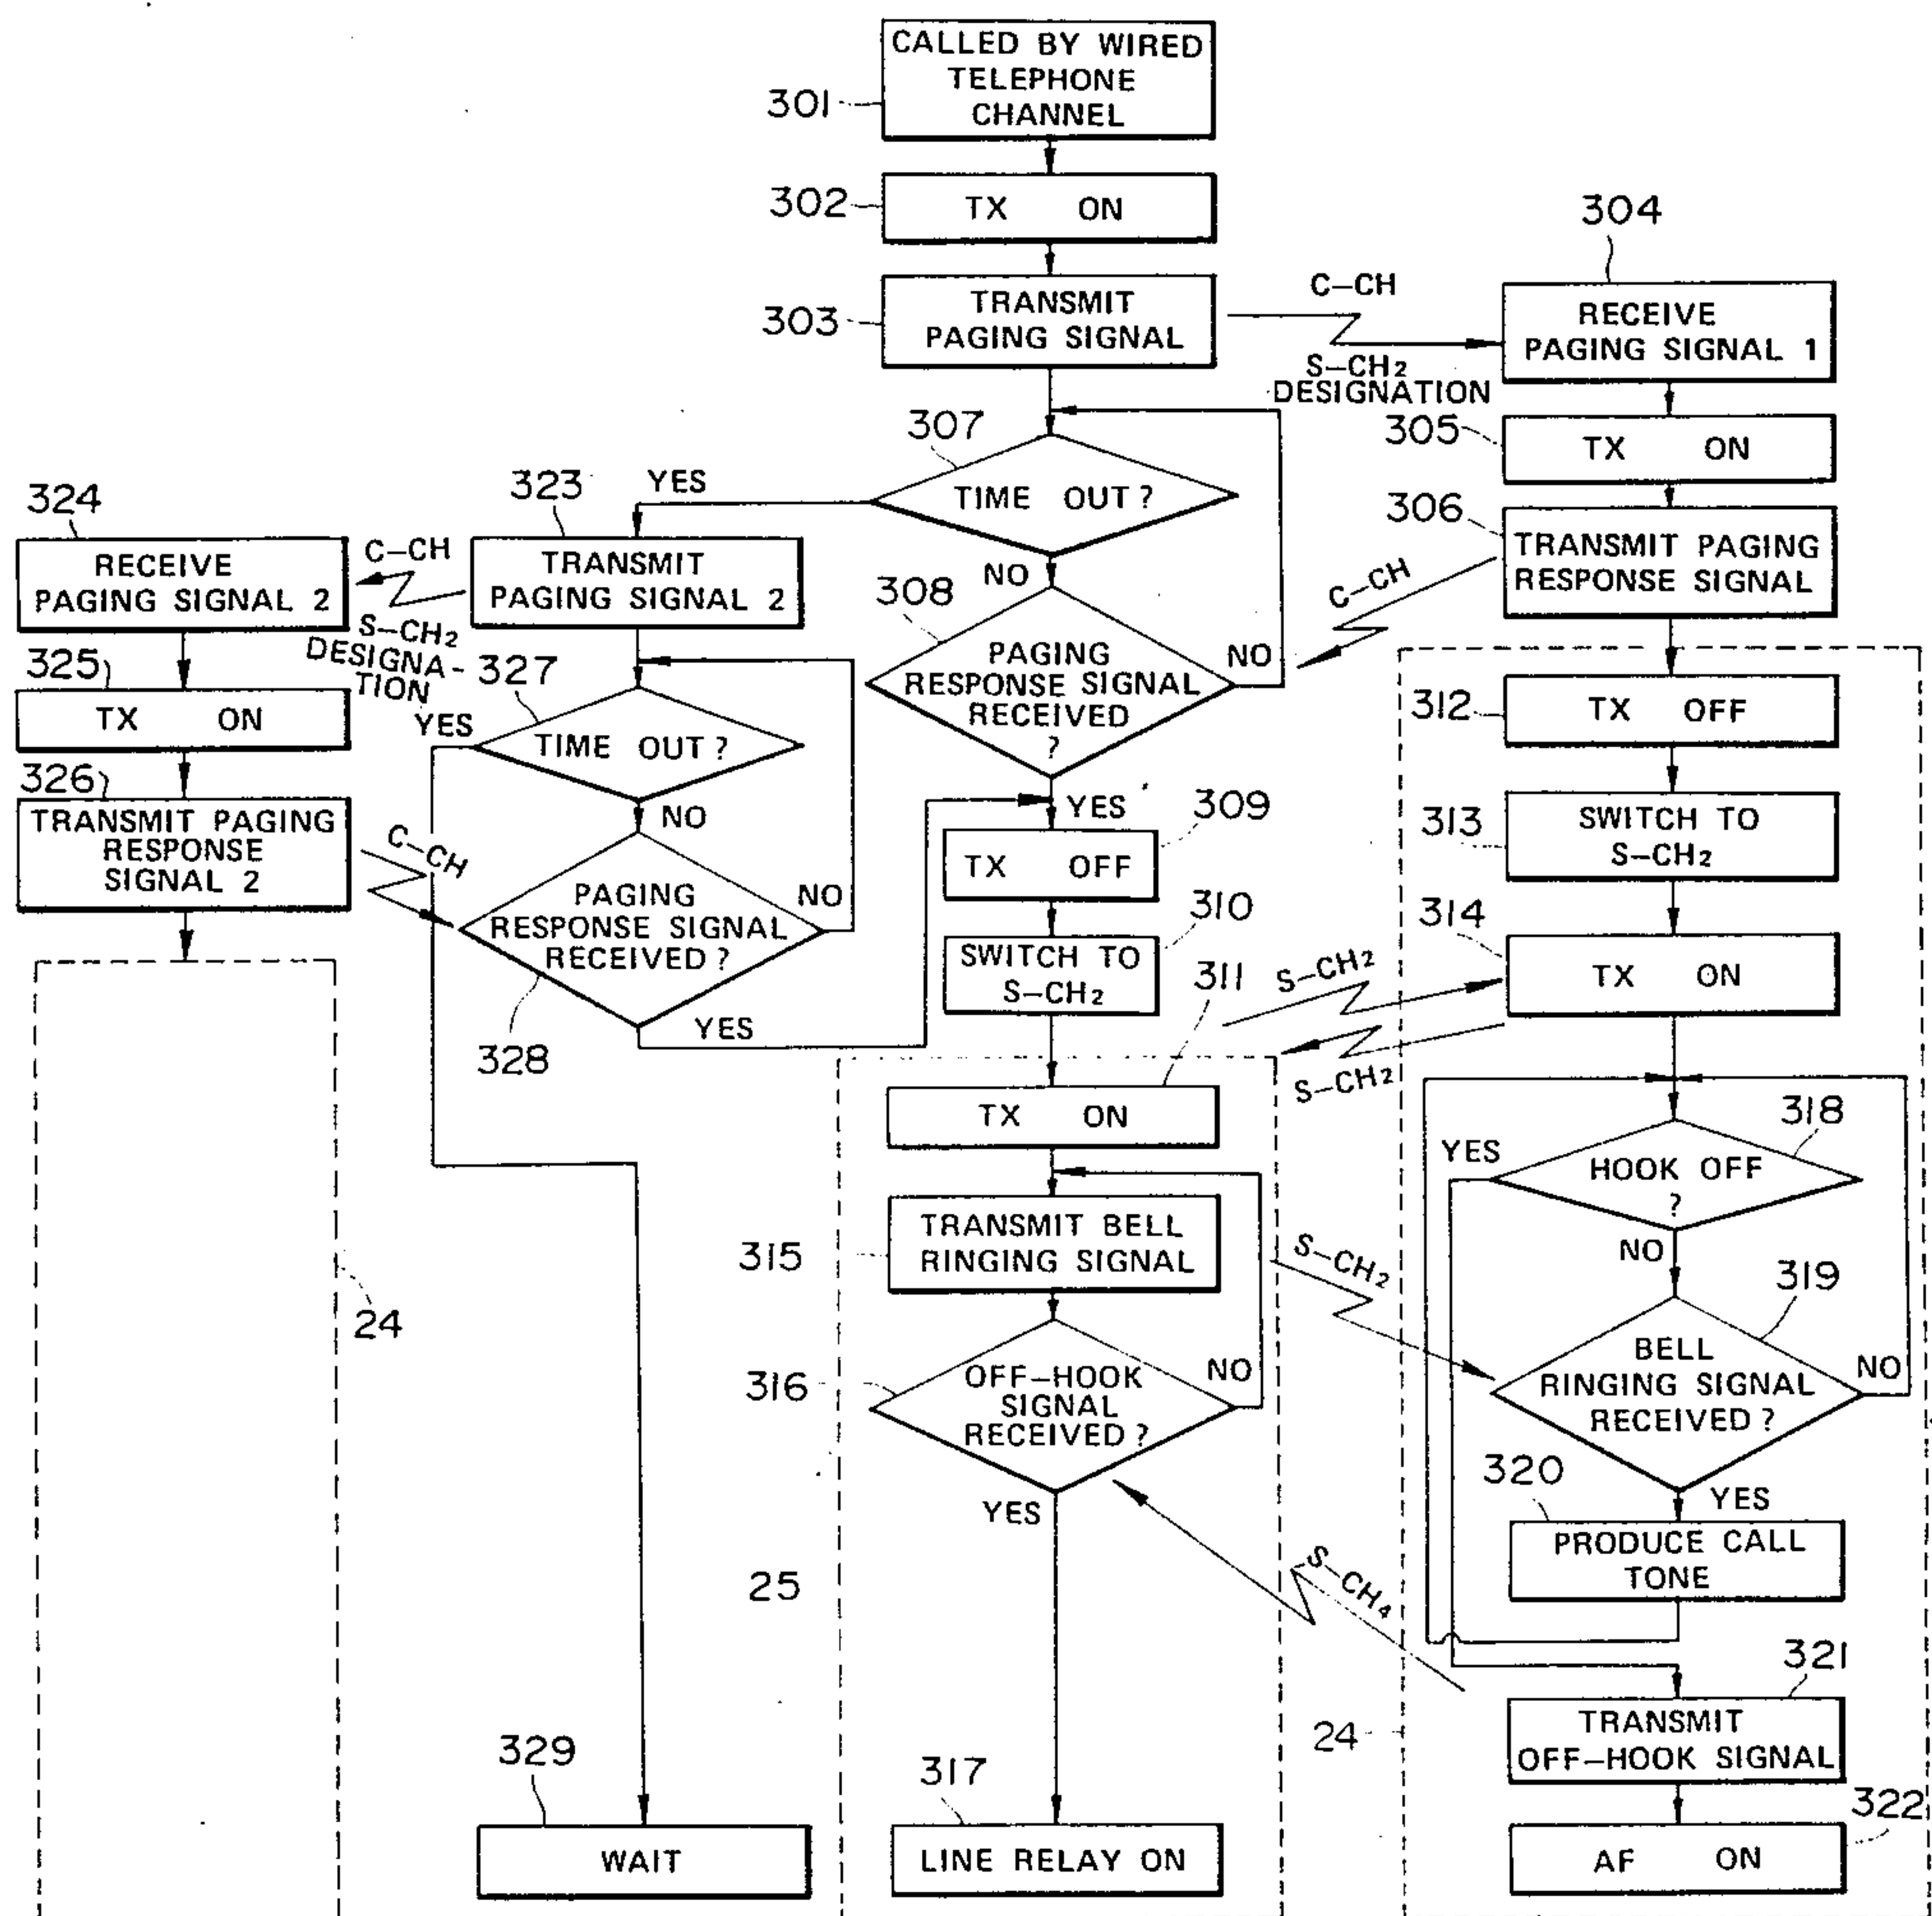 CALLED BY WIRED
TELEPHONE
CHANNEL
301
302
TX ON
304
303
TRANSMIT
PAGING SIGNAL
C-CH
S-CH2
DESIGNATION
RECEIVE
PAGING SIGNAL 1
305
TX ON
306
TRANSMIT PAGING
RESPONSE SIGNAL
C-CH
307
TIME OUT?
YES
NO
308
PAGING
RESPONSE SIGNAL
RECEIVED
?
NO
YES
323
TRANSMIT
PAGING SIGNAL 2
C-CH
S-CH2
DESIGNA-
TION
324
RECEIVE
PAGING SIGNAL 2
325
TX ON
326
TRANSMIT PAGING
RESPONSE
SIGNAL 2
C-CH
327
TIME OUT?
YES
NO
PAGING
RESPONSE SIGNAL
RECEIVED?
NO
328
YES
309
TX OFF
310
SWITCH TO
S-CH2
311
TX ON
312
TX OFF
313
SWITCH TO
S-CH2
314
TX ON
S-CH2
S-CH2
315
TRANSMIT BELL
RINGING SIGNAL
S-CH2
316
OFF-HOOK
SIGNAL
RECEIVED?
NO
YES
318
HOOK OFF
?
YES
NO
319
BELL
RINGING SIGNAL
RECEIVED?
NO
YES
320
PRODUCE CALL
TONE
S-CH4
321
TRANSMIT
OFF-HOOK SIGNAL
322
AF ON
24
25
24
329
WAIT
317
LINE RELAY ON